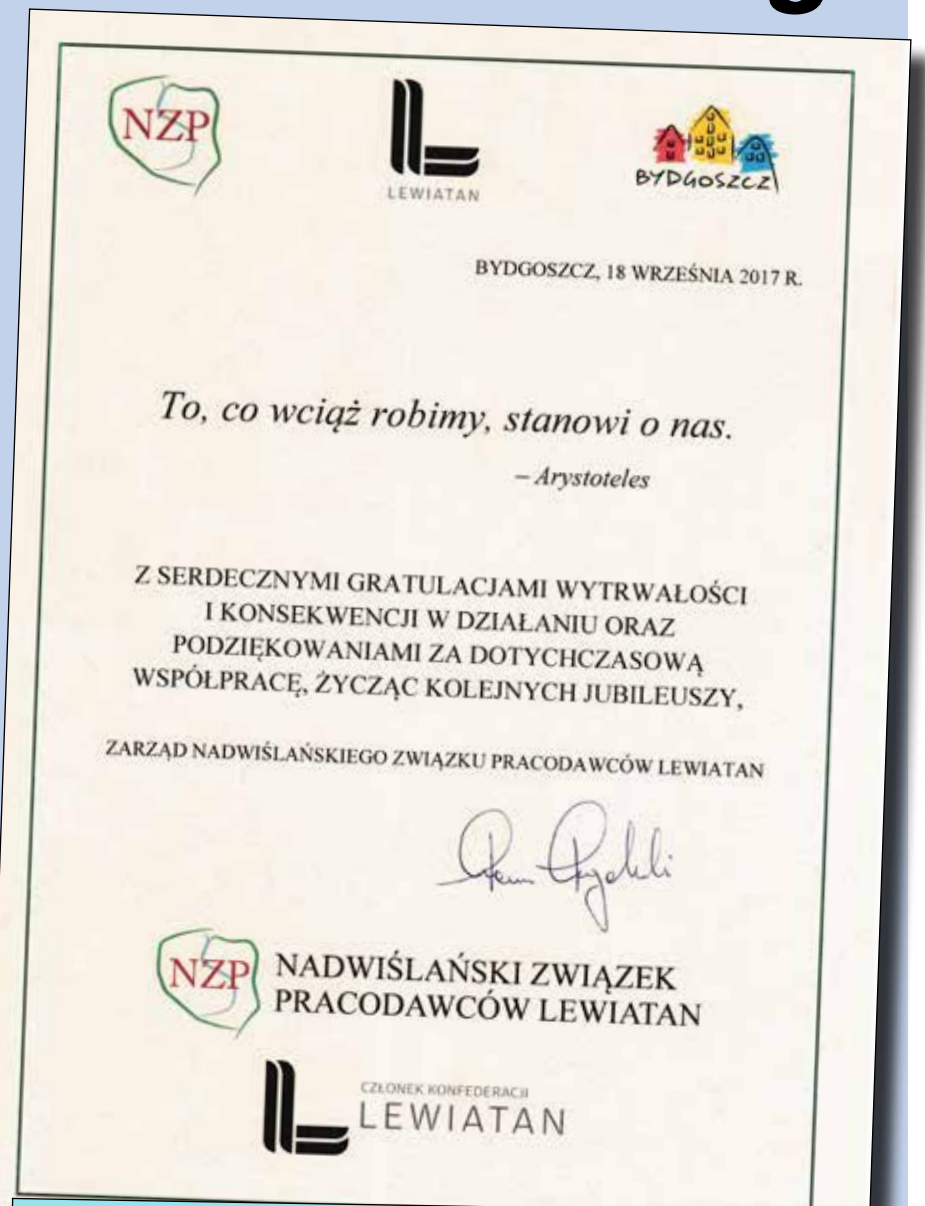 NZP
LEWIATAN
BYDGOSZCZ
BYDGOSZCZ, 18 WRZEŚNIA 2017 R.
To, co wciąż robimy, stanowi o nas.
– Arystoteles
Z SERDECZNYMI GRATULACJAMI WYTRWAŁOŚCI
I KONSEKWENCJI W DZIAŁANIU ORAZ
PODZIĘKOWANIAMI ZA DOTYCHCZASOWĄ
WSPÓŁPRACĘ, ŻYCZĄC KOLEJNYCH JUBILEUSZY,
ZARZĄD NADWIŚLAŃSKIEGO ZWIĄZKU PRACODAWCÓW LEWIATAN
NZP
NADWIŚLAŃSKI ZWIĄZEK
PRACODAWCÓW LEWIATAN
CZŁONEK KONFEDERACJI
LEWIATAN